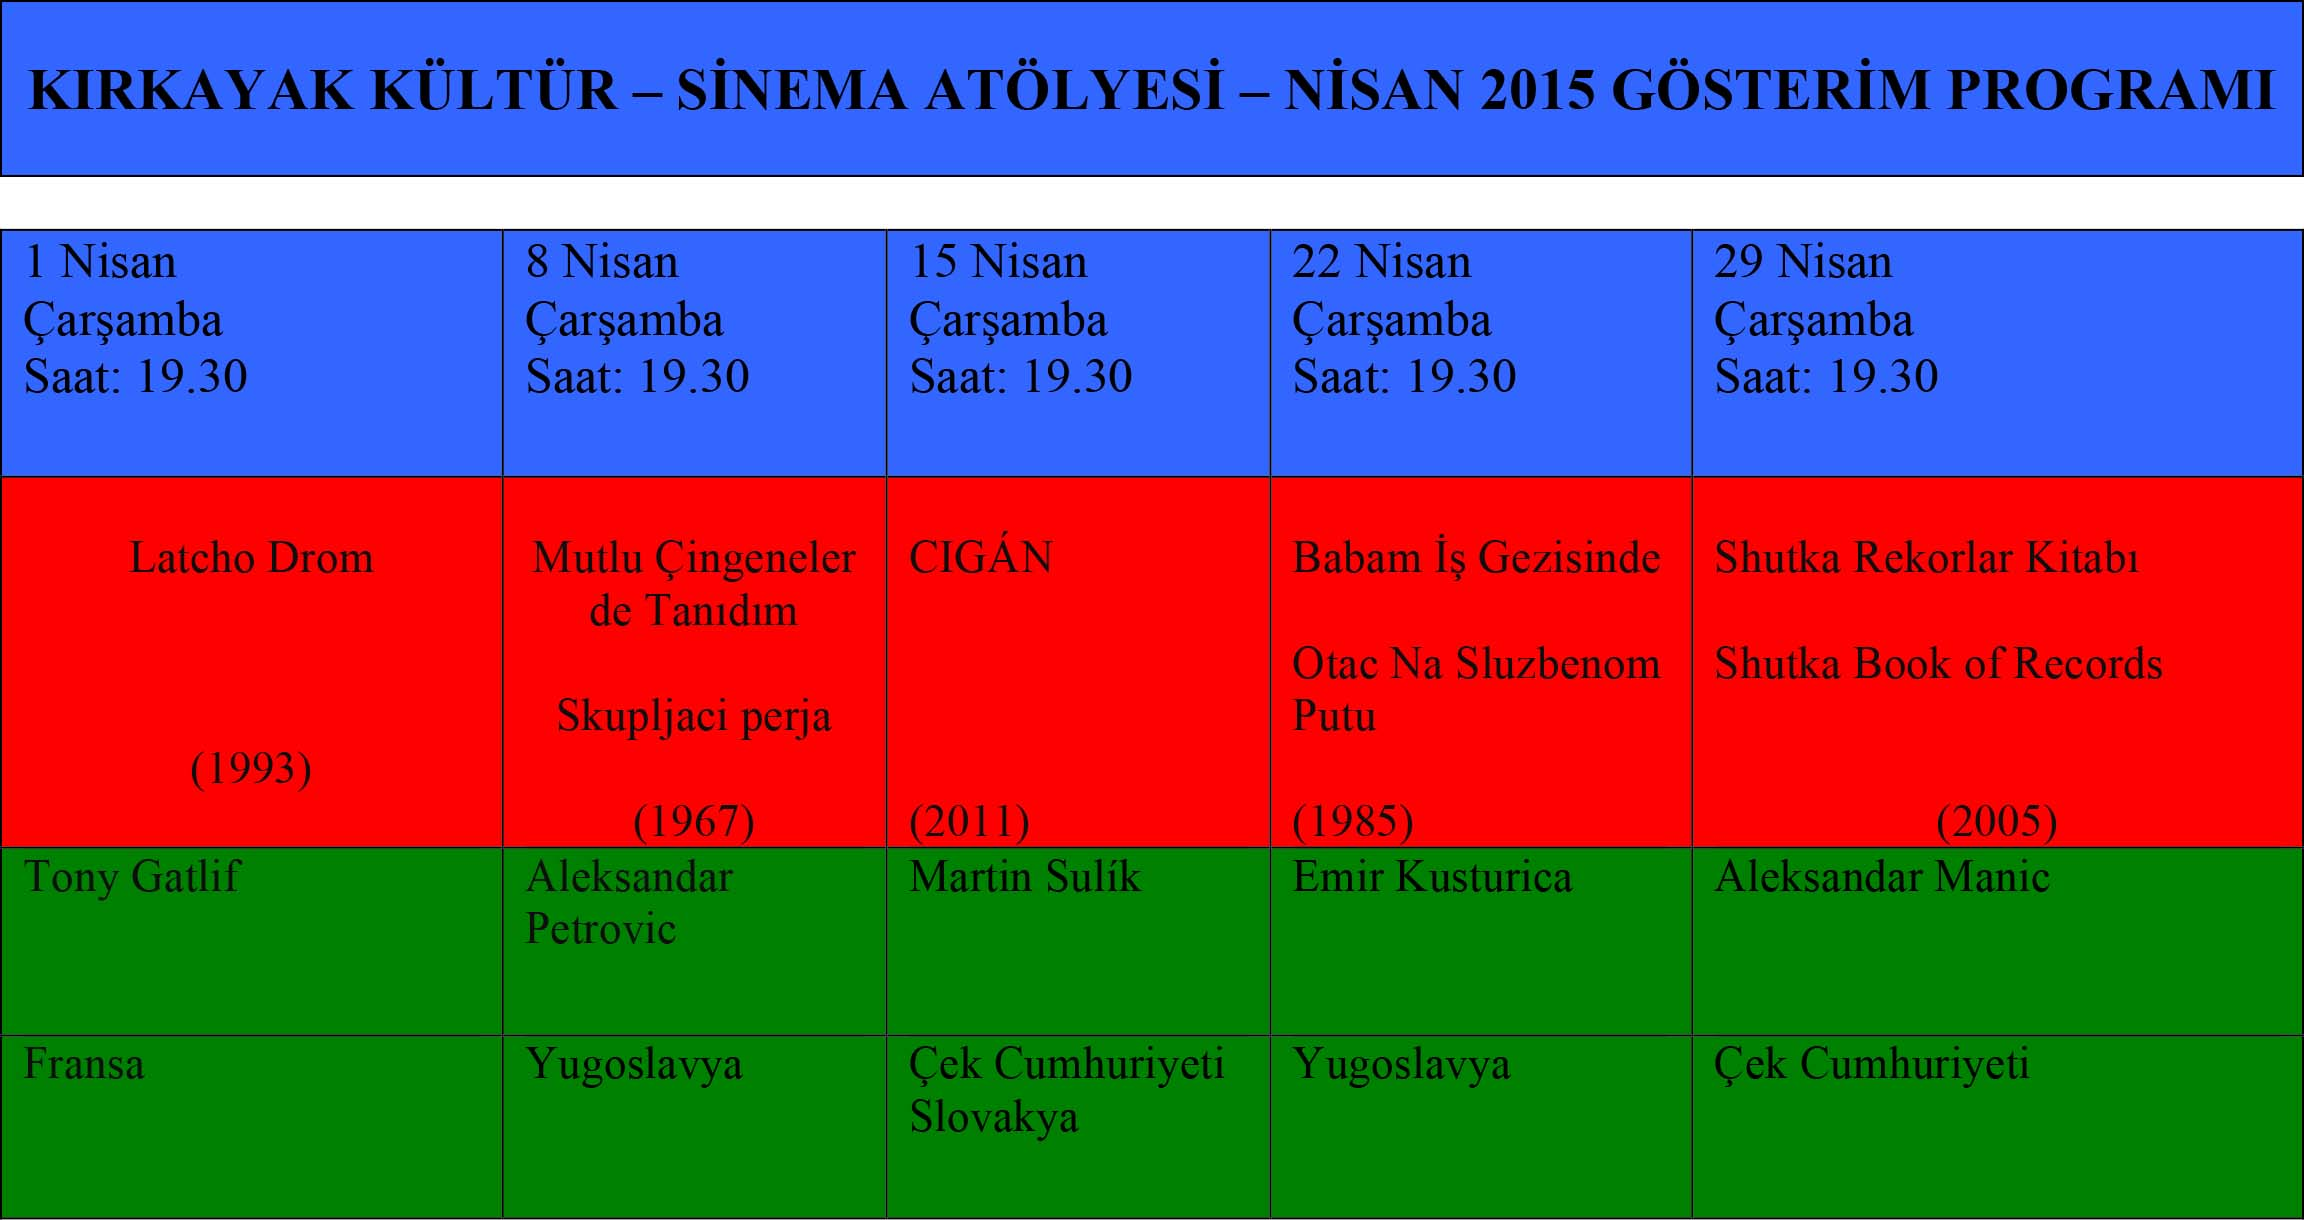 KIRKAYAK KÜLTÜR – SİNEMA ATÖLYESİ – NİSAN 2015 GÖSTERİM PROGRAMI
1 Nisan
Çarşamba
Saat: 19.30
8 Nisan
Çarşamba
Saat: 19.30
15 Nisan
Çarşamba
Saat: 19.30
22 Nisan
Çarşamba
Saat: 19.30
29 Nisan
Çarşamba
Saat: 19.30
Latcho Drom
(1993)
Mutlu Çingeneler
de Tanıdım
Skupljaci perja
(1967)
CIGÁN
(2011)
Babam İş Gezisinde
Otac Na Sluzbenom
Putu
(1985)
Shutka Rekorlar Kitabı
Shutka Book of Records
(2005)
Tony Gatlif
Aleksandar
Petrovic
Martin Sulík
Emir Kusturica
Aleksandar Manic
Fransa
Yugoslavya
Çek Cumhuriyeti
Slovakya
Yugoslavya
Çek Cumhuriyeti